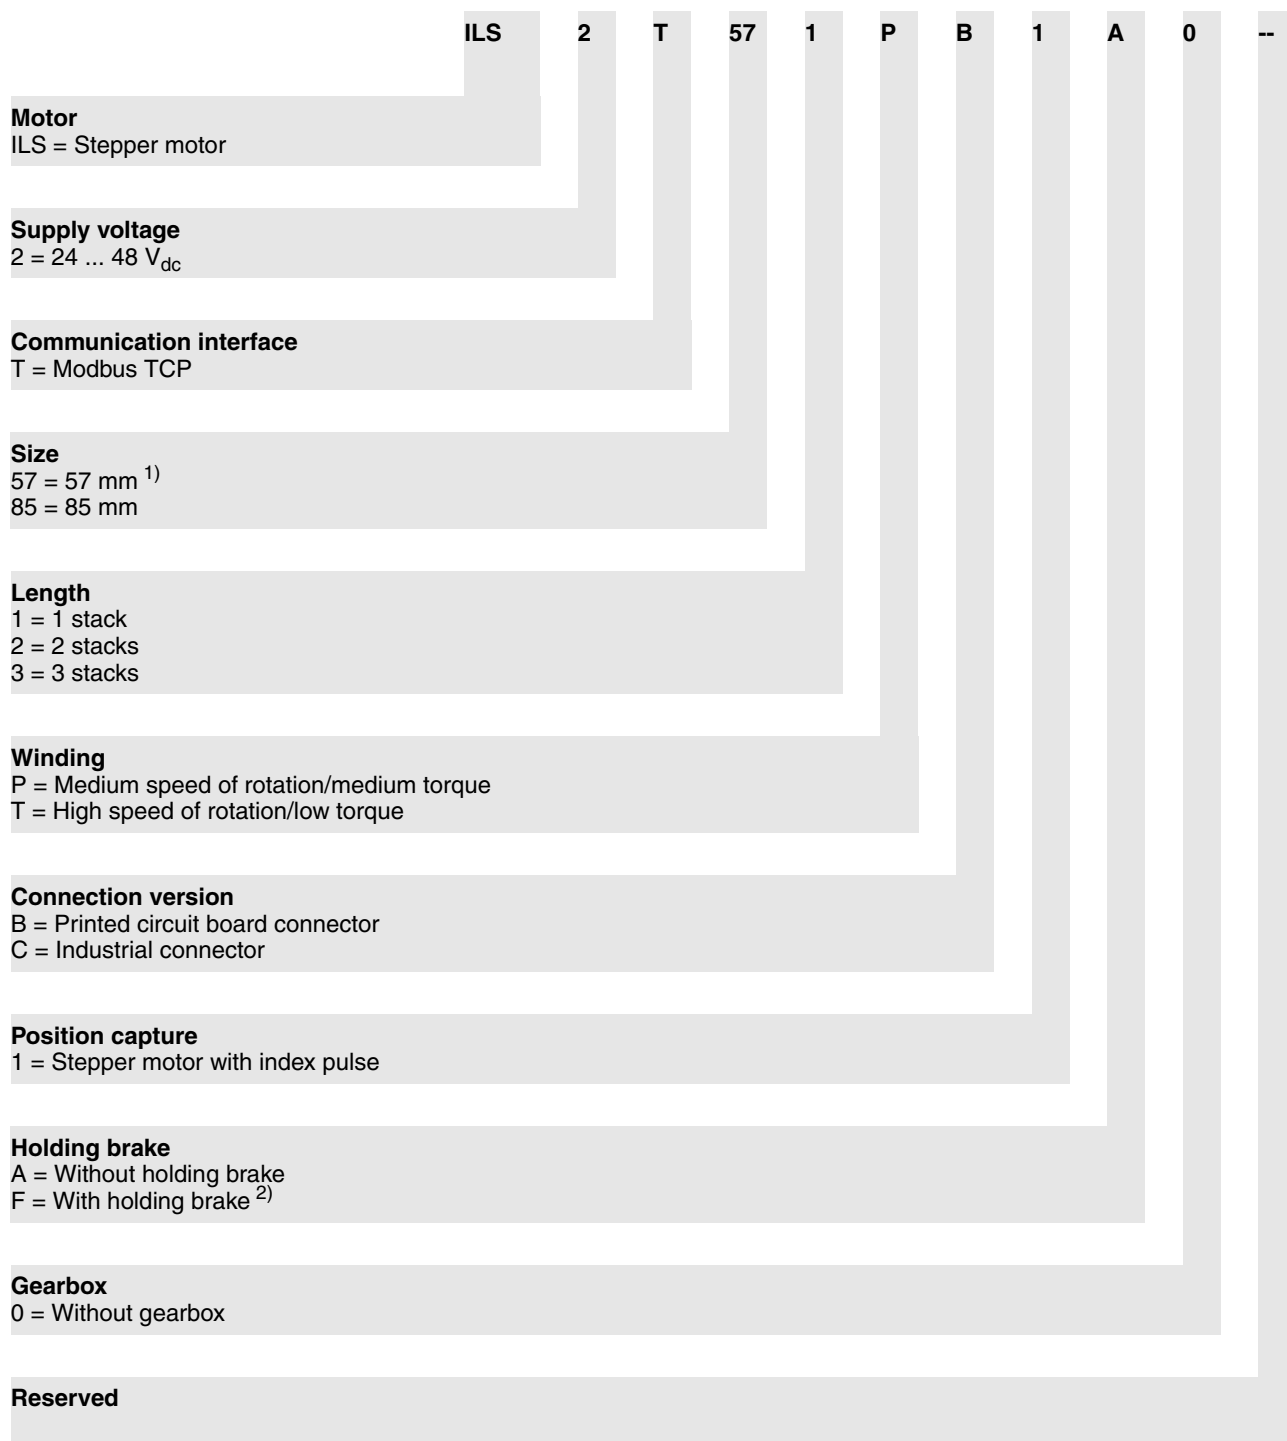 ILS 2 T 57 1 P B 1 A 0 --
Motor
ILS = Stepper motor
Supply voltage
2 = 24 ... 48 Vdc
Communication interface
T = Modbus TCP
Size
57 = 57 mm 1)
85 = 85 mm
Length
1 = 1 stack
2 = 2 stacks
3 = 3 stacks
Winding
P = Medium speed of rotation/medium torque
T = High speed of rotation/low torque
Connection version
B = Printed circuit board connector
C = Industrial connector
Position capture
1 = Stepper motor with index pulse
Holding brake
A = Without holding brake
F = With holding brake 2)
Gearbox
0 = Without gearbox
Reserved